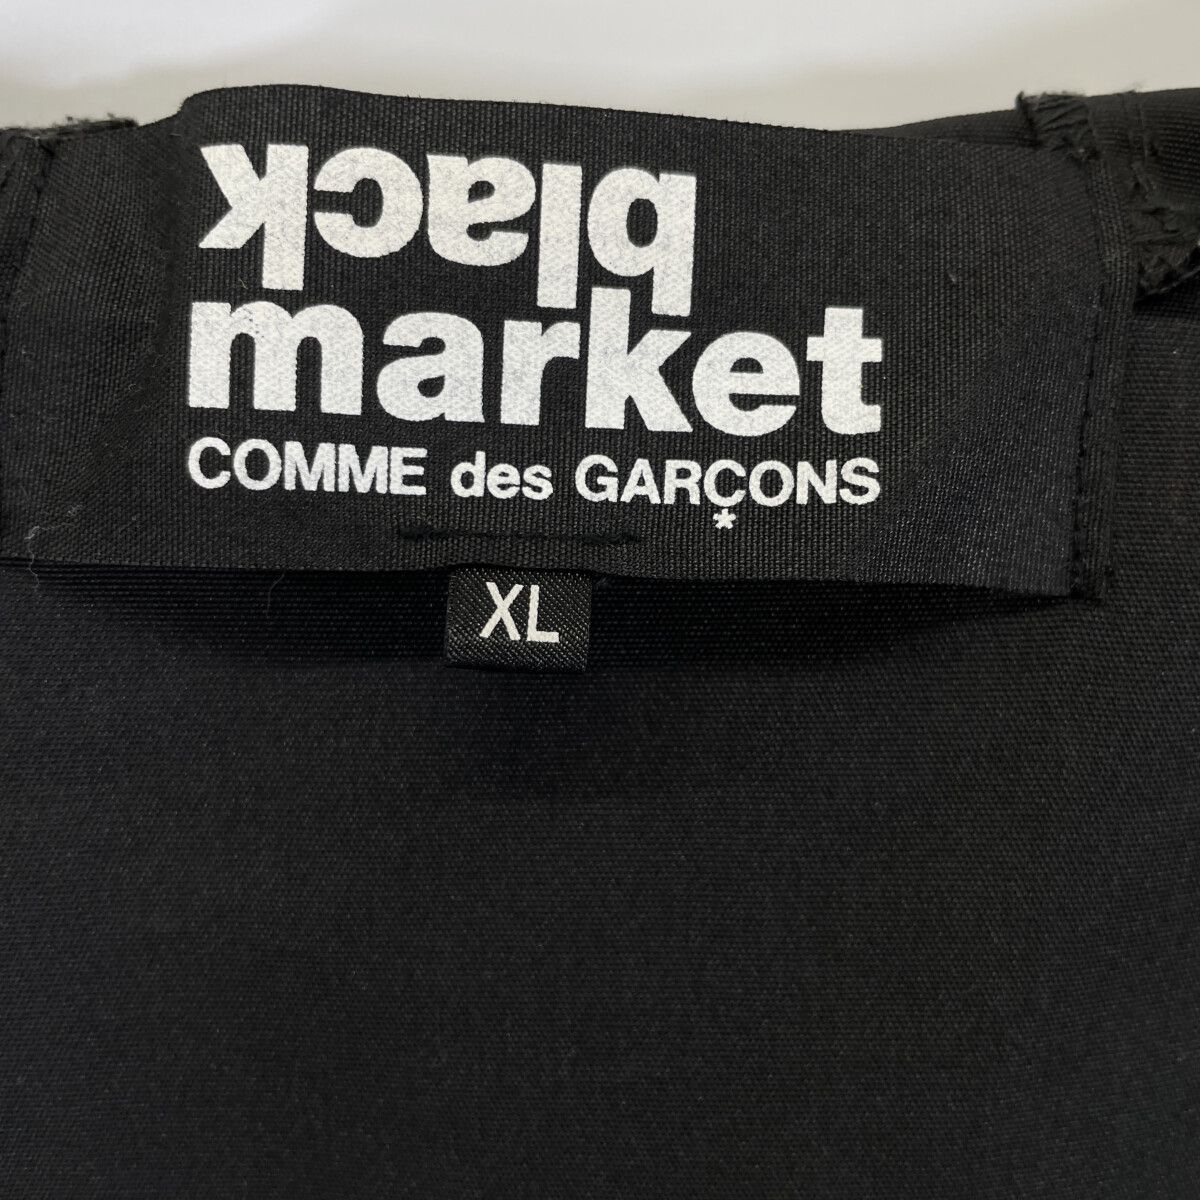 black
market
COMME des GARÇONS
*
XL